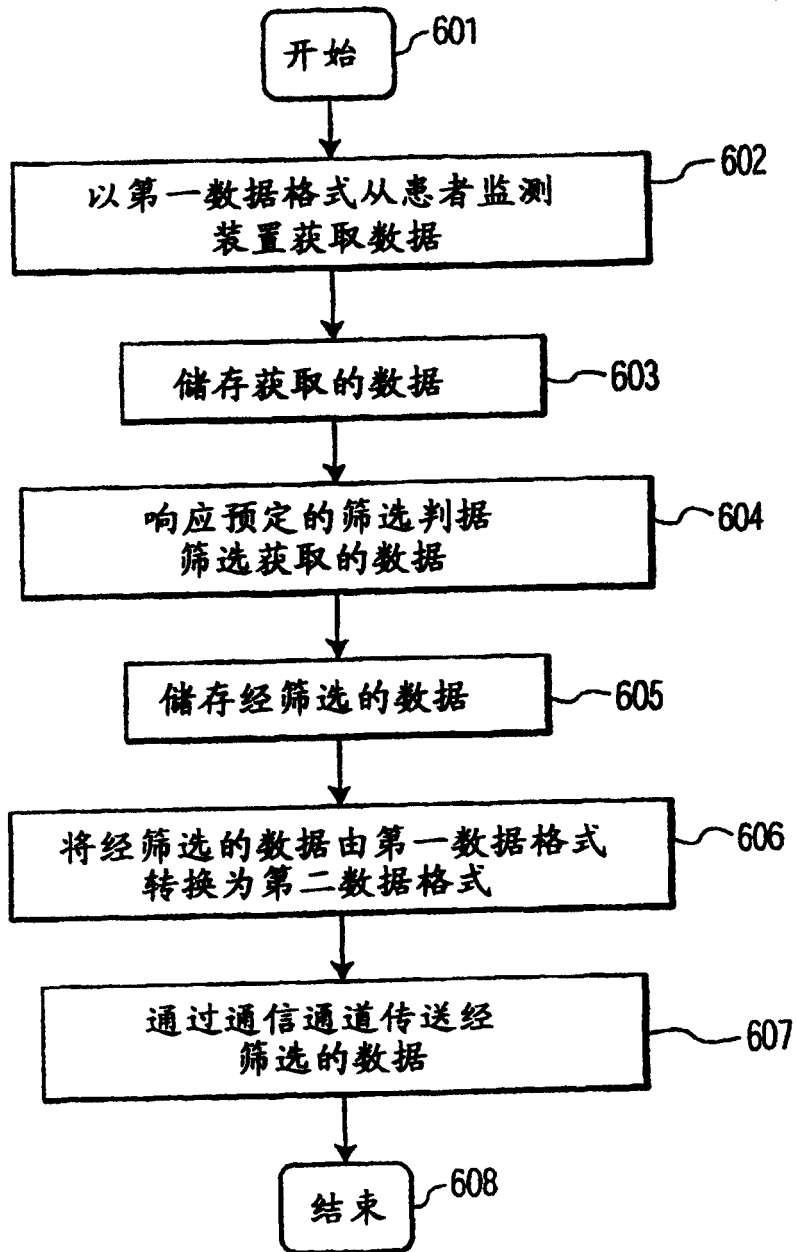 开始
601
以第一数据格式从患者监测
装置获取数据
602
储存获取的数据
603
响应预定的筛选判据
筛选获取的数据
604
储存经筛选的数据
605
将经筛选的数据由第一数据格式
转换为第二数据格式
606
通过通信通道传送经
筛选的数据
607
结束
608